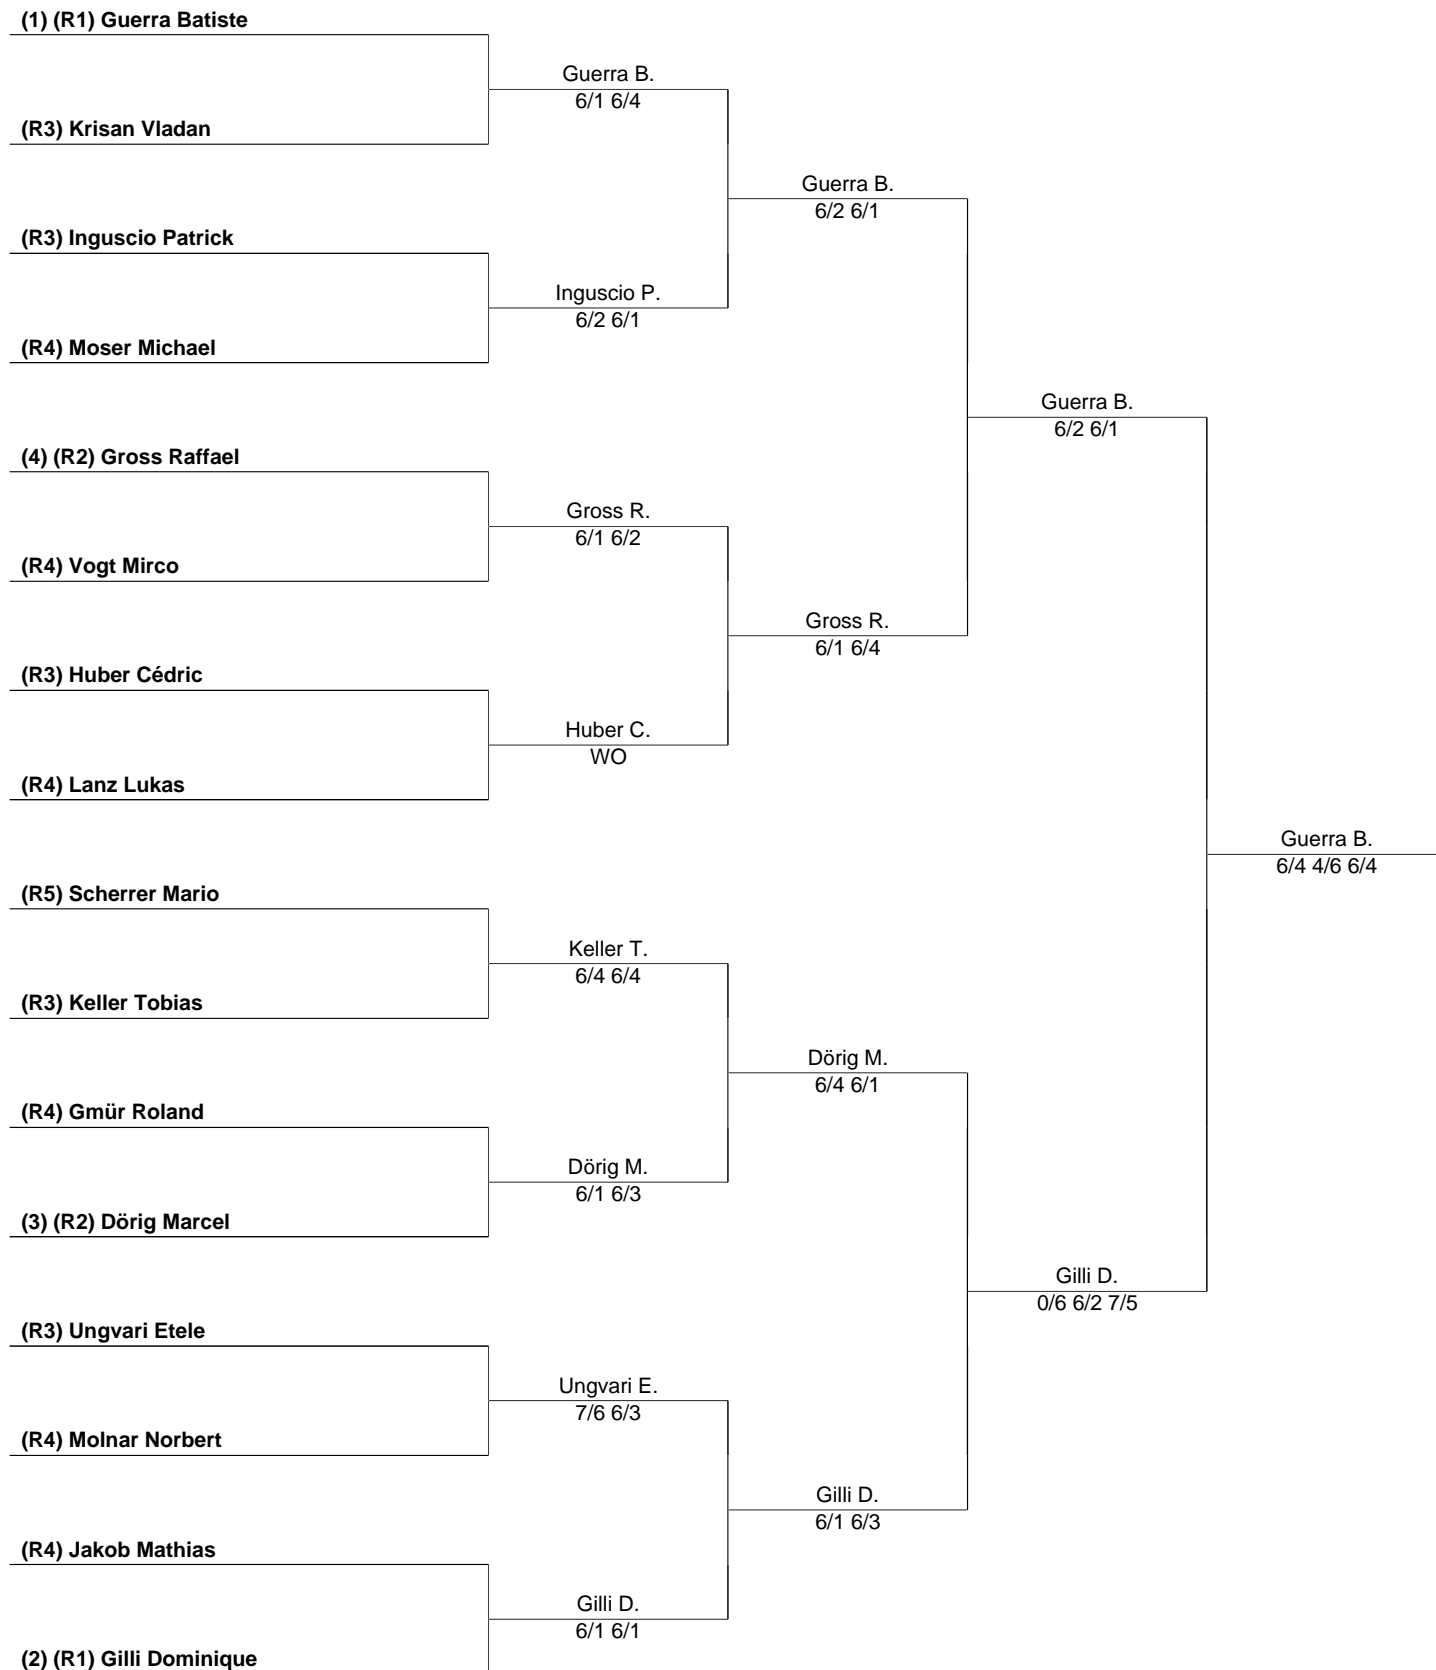 (1) (R1) Guerra Batiste
Guerra B.
6/1 6/4
(R3) Krisan Vladan
Guerra B.
6/2 6/1
(R3) Inguscio Patrick
Inguscio P.
6/2 6/1
(R4) Moser Michael
Guerra B.
6/2 6/1
(4) (R2) Gross Raffael
Gross R.
6/1 6/2
(R4) Vogt Mirco
Gross R.
6/1 6/4
(R3) Huber Cédric
Huber C.
WO
(R4) Lanz Lukas
Guerra B.
6/4 4/6 6/4
(R5) Scherrer Mario
Keller T.
6/4 6/4
(R3) Keller Tobias
Dörig M.
6/4 6/1
(R4) Gmür Roland
Dörig M.
6/1 6/3
(3) (R2) Dörig Marcel
Gilli D.
0/6 6/2 7/5
(R3) Ungvari Etele
Ungvari E.
7/6 6/3
(R4) Molnar Norbert
Gilli D.
6/1 6/3
(R4) Jakob Mathias
Gilli D.
6/1 6/1
(2) (R1) Gilli Dominique